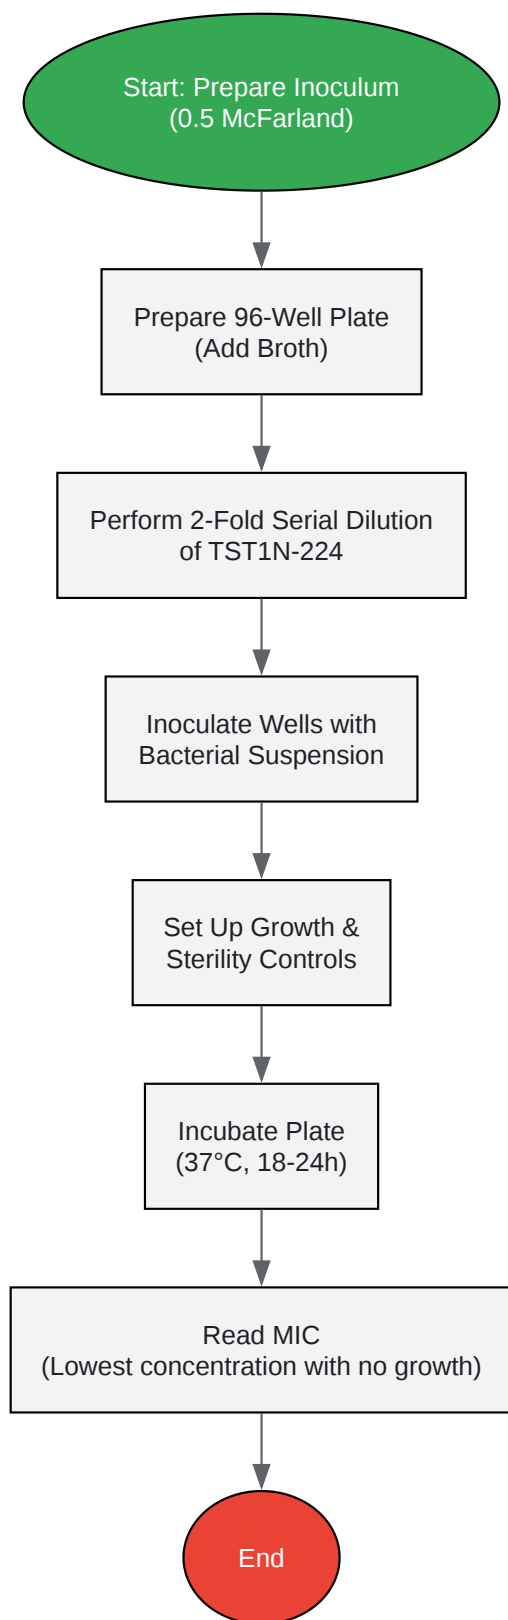 Start: Prepare Inoculum
(0.5 McFarland)
Prepare 96-Well Plate
(Add Broth)
Perform 2-Fold Serial Dilution
of TST1N-224
Inoculate Wells with
Bacterial Suspension
Set Up Growth &
Sterility Controls
Incubate Plate
(37°C, 18-24h)
Read MIC
(Lowest concentration with no growth)
End